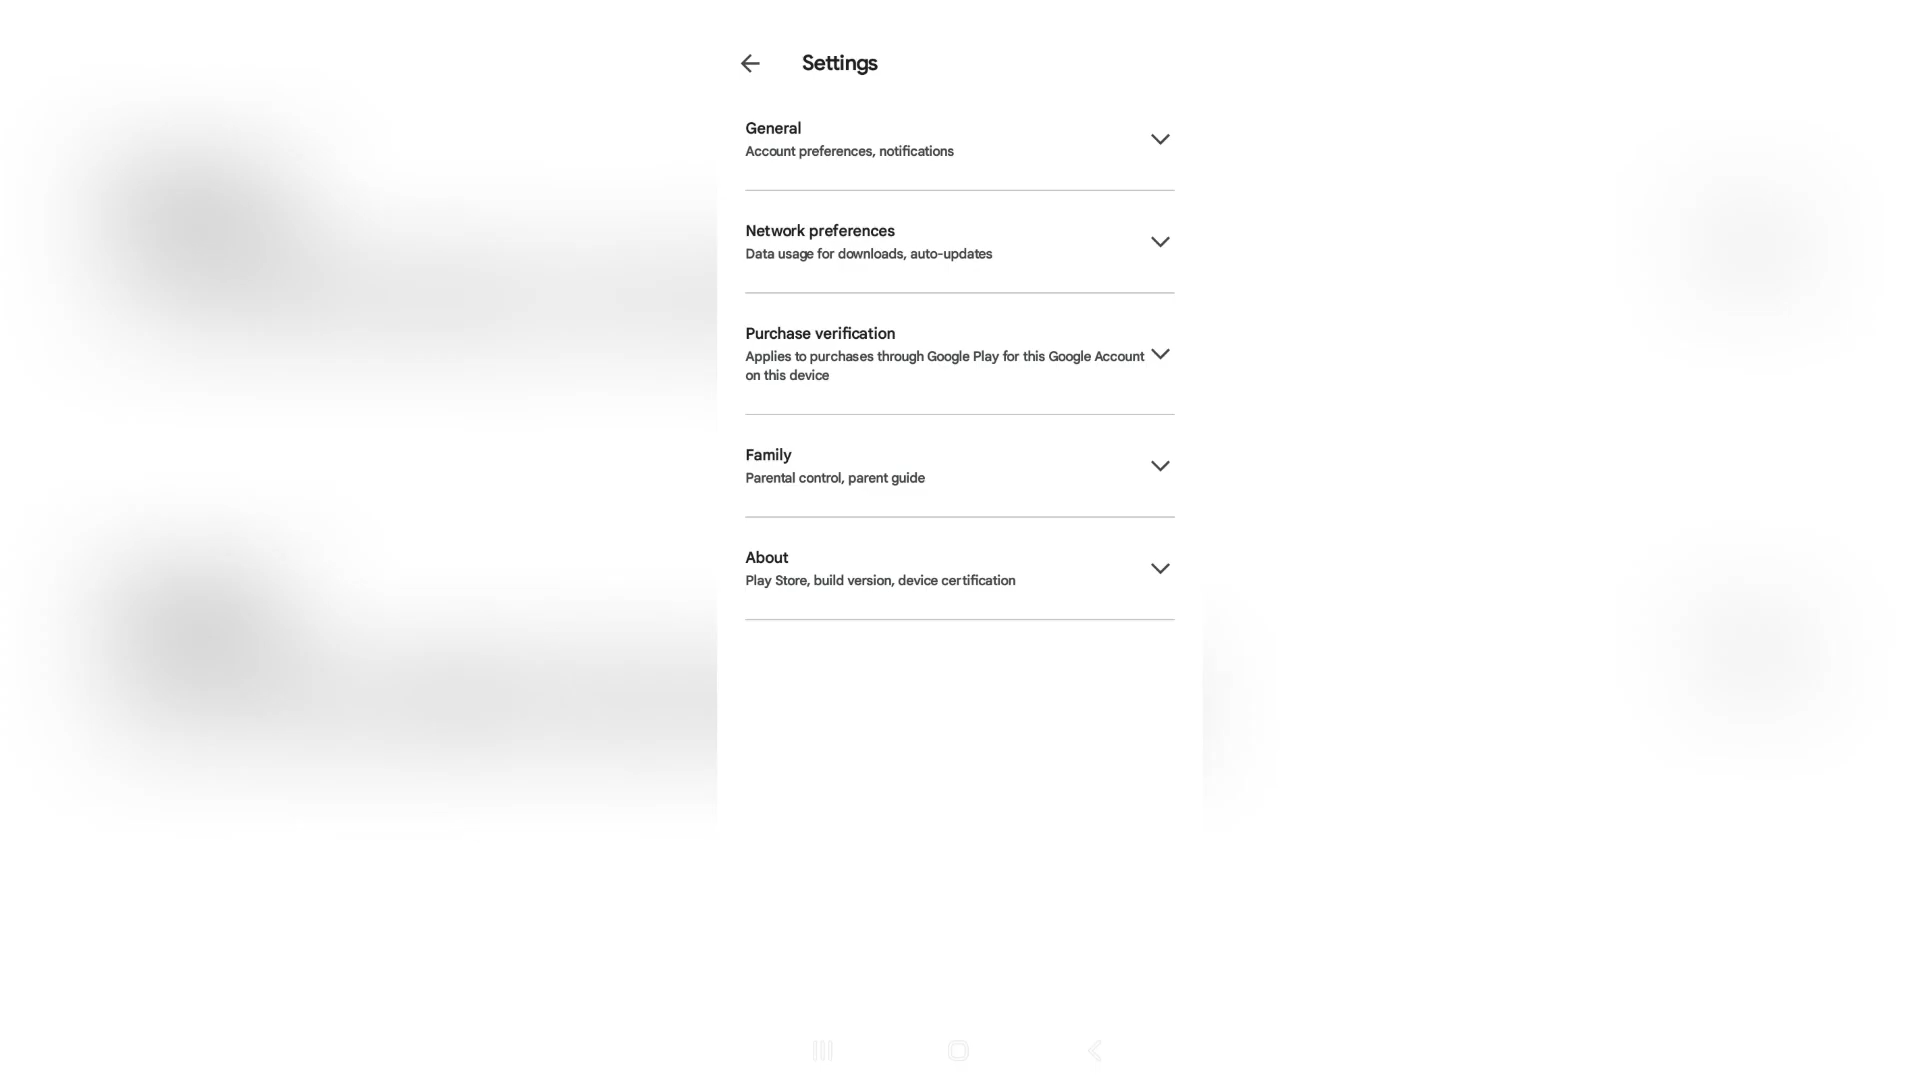 Settings
General
Account preferences, notifications
Network preferences
Data usage for downloads, auto-updates
Purchase verification
Applies to purchases through Google Play for this Google Account
on this device
Family
Parental control, parent guide
About
Play Store, build version, device certification